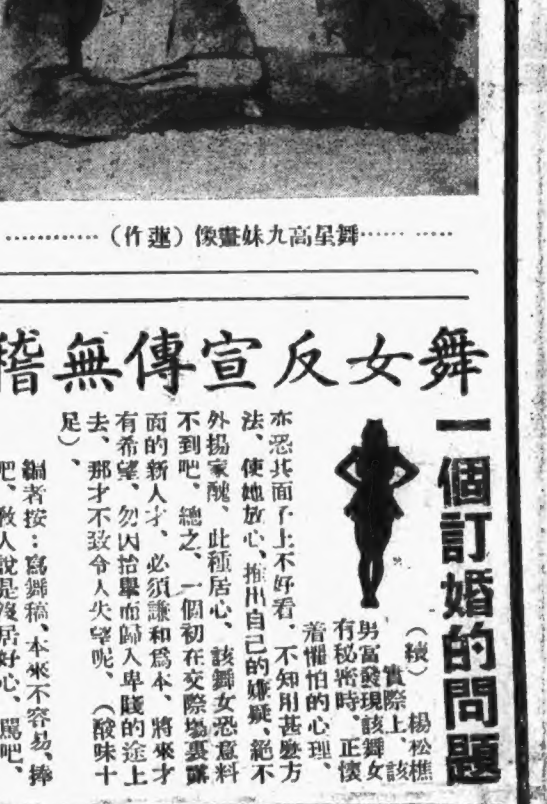 ⋯⋯⋯⋯（竹蓮）像畫妹九高星舞⋯⋯⋯⋯
稽無傳宣反女舞
一個訂婚的問題
（續）　楊松樵
實際上、該
男富發現該舞女
有秘密時、正懷
着懼怕的心理、
亦恐其面子上不好看、不知用甚麼方
法、使她放心、推出自己的嫌疑、絕不
外揚家醜、此種居心、該舞女恐意料
不到吧、總之、一個初在交際塲裏露
面的新人才、必須謙和爲本、將來才
有希望、勿因抬舉而歸入卑賤的途上
去、那才不致令人失望呢、（酸味十
足）、
編者按：寫舞稿、本來不容易、捧
吧、敎人說是沒居好心、駡吧、